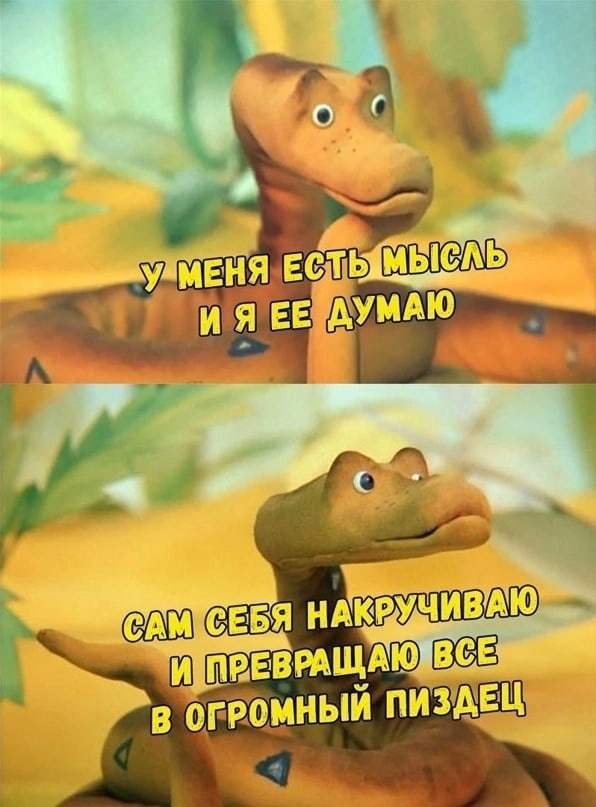 У МЕНЯ ЕСТЬ МЫСЛЬ
И Я ЕЕ ДУМАЮ
САМ СЕБЯ НАКРУЧИВАЮ
И ПРЕВРАЩАЮ ВСЕ
В ОГРОМНЫЙ ПИЗДЕЦ